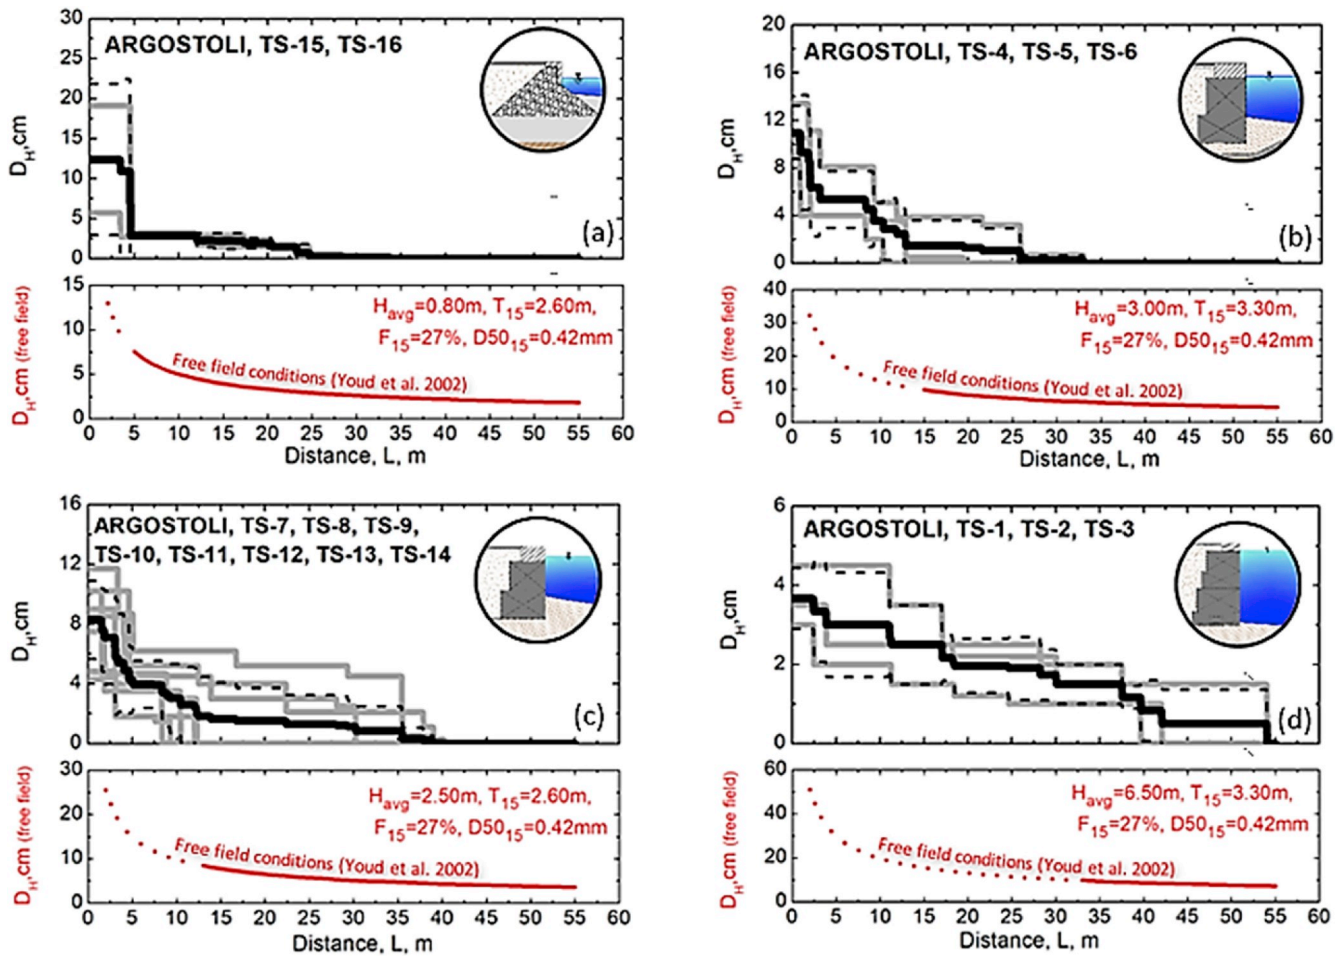 30
25
20
15
10
5
0
D_H,cm
ARGOSTOLI, TS-15, TS-16
(a)
15
10
5
0
D_H,cm (free field)
H_avg=0.80m, T_15=2.60m,
F_15=27%, D50_15=0.42mm
Free field conditions (Youd et al. 2002)
0 5 10 15 20 25 30 35 40 45 50 55 60
Distance, L, m
20
16
12
8
4
0
D_H,cm
ARGOSTOLI, TS-4, TS-5, TS-6
(b)
40
30
20
10
0
D_H,cm (free field)
H_avg=3.00m, T_15=3.30m,
F_15=27%, D50_15=0.42mm
Free field conditions (Youd et al. 2002)
0 5 10 15 20 25 30 35 40 45 50 55 60
Distance, L, m
16
12
8
4
0
D_H,cm
ARGOSTOLI, TS-7, TS-8, TS-9,
TS-10, TS-11, TS-12, TS-13, TS-14
(c)
30
20
10
0
D_H,cm (free field)
H_avg=2.50m, T_15=2.60m,
F_15=27%, D50_15=0.42mm
Free field conditions (Youd et al. 2002)
0 5 10 15 20 25 30 35 40 45 50 55 60
Distance, L, m
6
4
2
0
D_H,cm
ARGOSTOLI, TS-1, TS-2, TS-3
(d)
60
40
20
0
D_H,cm (free field)
H_avg=6.50m, T_15=3.30m,
F_15=27%, D50_15=0.42mm
Free field conditions (Youd et al. 2002)
0 5 10 15 20 25 30 35 40 45 50 55 60
Distance, L, m